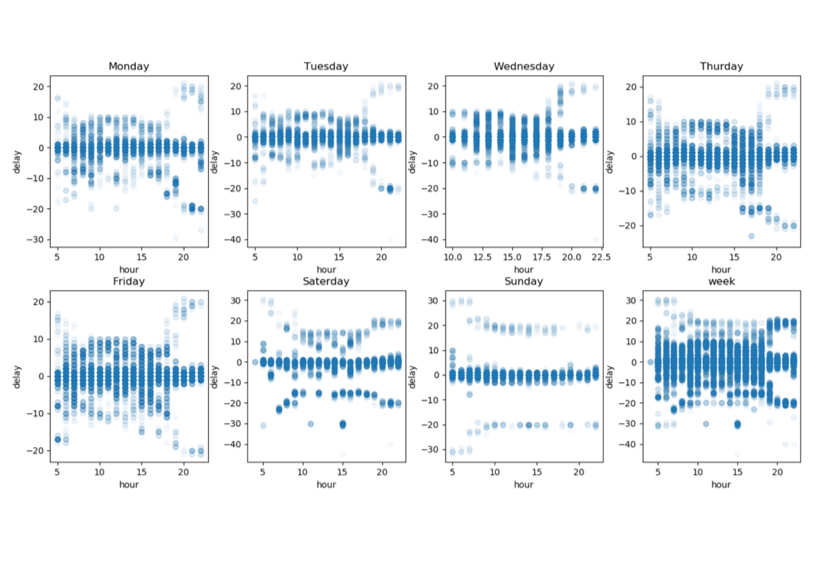 Monday Tuesday Wednesday Thurday
20 20 20 20
10 10 10 10
0 0 0 0
−10 −10 −10 −10
−20 −20 −20 −20
−30 −30 −30
−40 −40
delay delay delay delay
5 10 15 20 5 10 15 20 10.0 12.5 15.0 17.5 20.0 22.5 5 10 15 20
hour hour hour hour
Friday Saterday Sunday week
30 30 30
20 20 20 20
10 10 10 10
0 0 0 0
−10 −10 −10 −10
−20 −20 −20 −20
−30 −30 −30
−40 −40
delay delay delay delay
5 10 15 20 5 10 15 20 5 10 15 20 5 10 15 20
hour hour hour hour